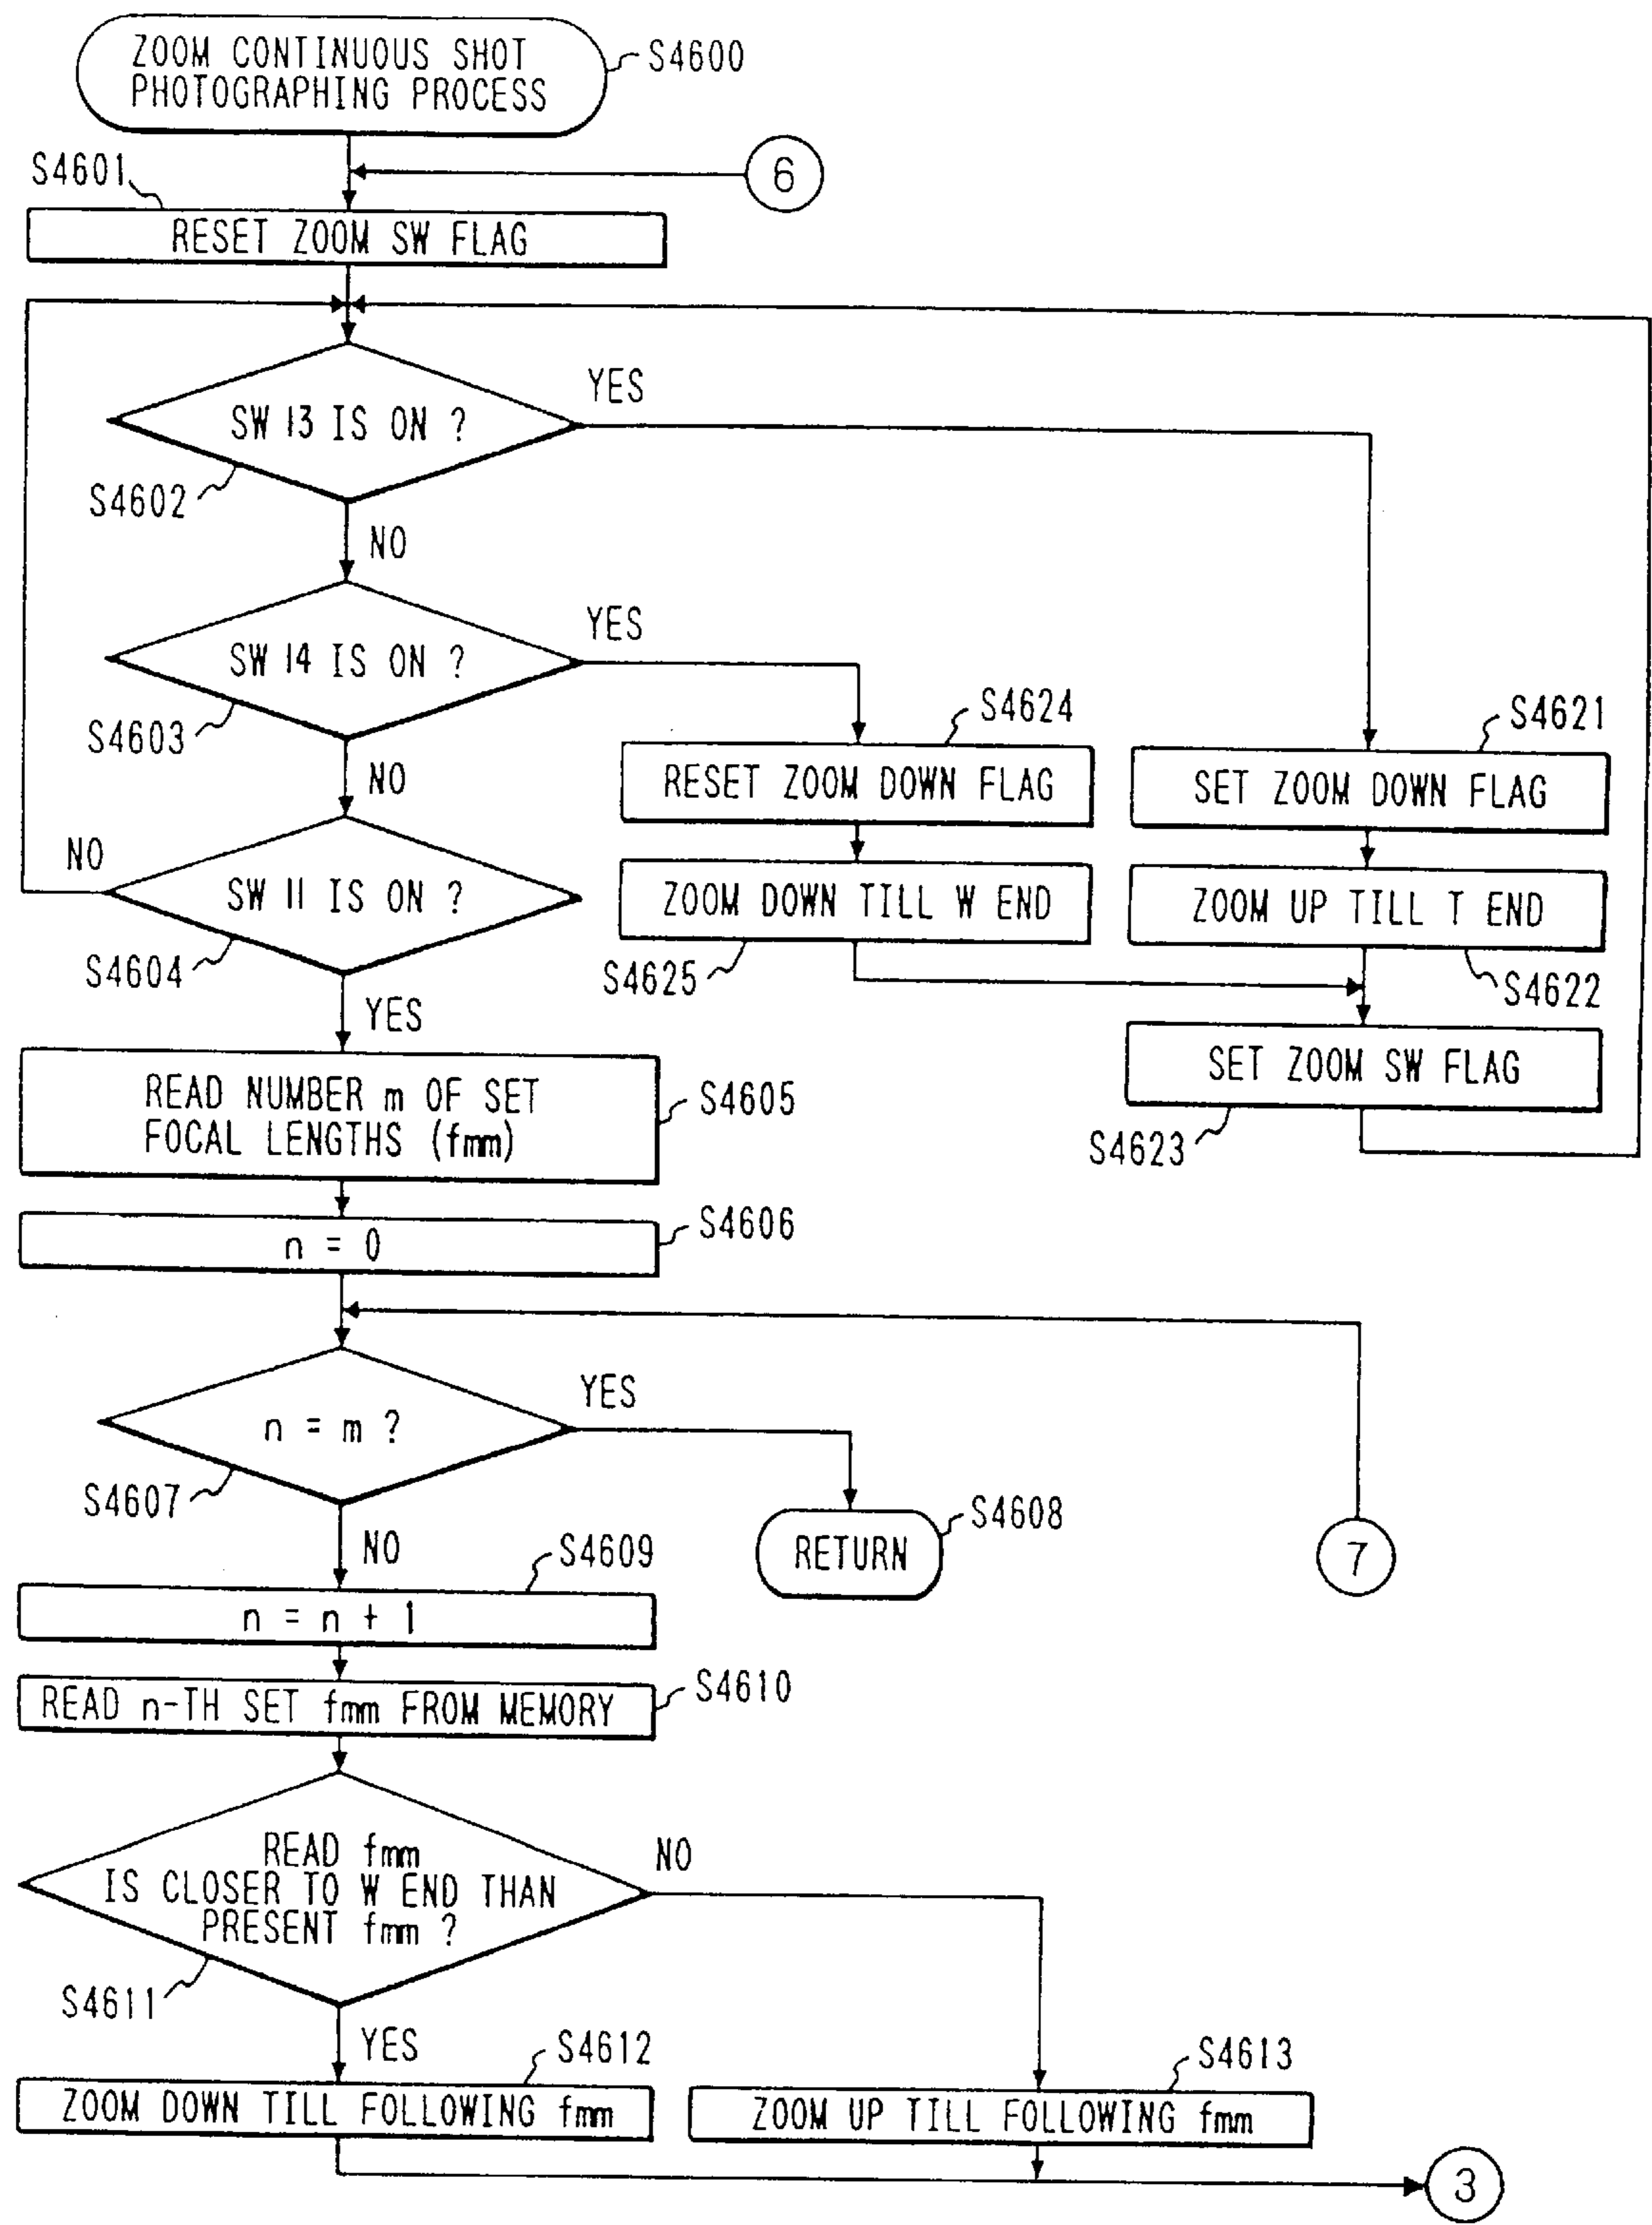 ZOOM CONTINUOUS SHOT
PHOTOGRAPHING PROCESS
S4600
6
S4601
RESET ZOOM SW FLAG
SW 13 IS ON ?
YES
S4602
NO
SW 14 IS ON ?
YES
S4603
NO
S4624
RESET ZOOM DOWN FLAG
S4621
SET ZOOM DOWN FLAG
NO
SW 11 IS ON ?
S4604
YES
ZOOM DOWN TILL W END
S4625
ZOOM UP TILL T END
S4622
SET ZOOM SW FLAG
S4623
READ NUMBER m OF SET
FOCAL LENGTHS (fmm)
S4605
n = 0
S4606
n = m ?
YES
S4607
NO
RETURN
S4608
7
S4609
n = n + 1
READ n-TH SET fmm FROM MEMORY
S4610
READ fmm
IS CLOSER TO W END THAN
PRESENT fmm ?
NO
S4611
YES
S4612
ZOOM DOWN TILL FOLLOWING fmm
S4613
ZOOM UP TILL FOLLOWING fmm
3